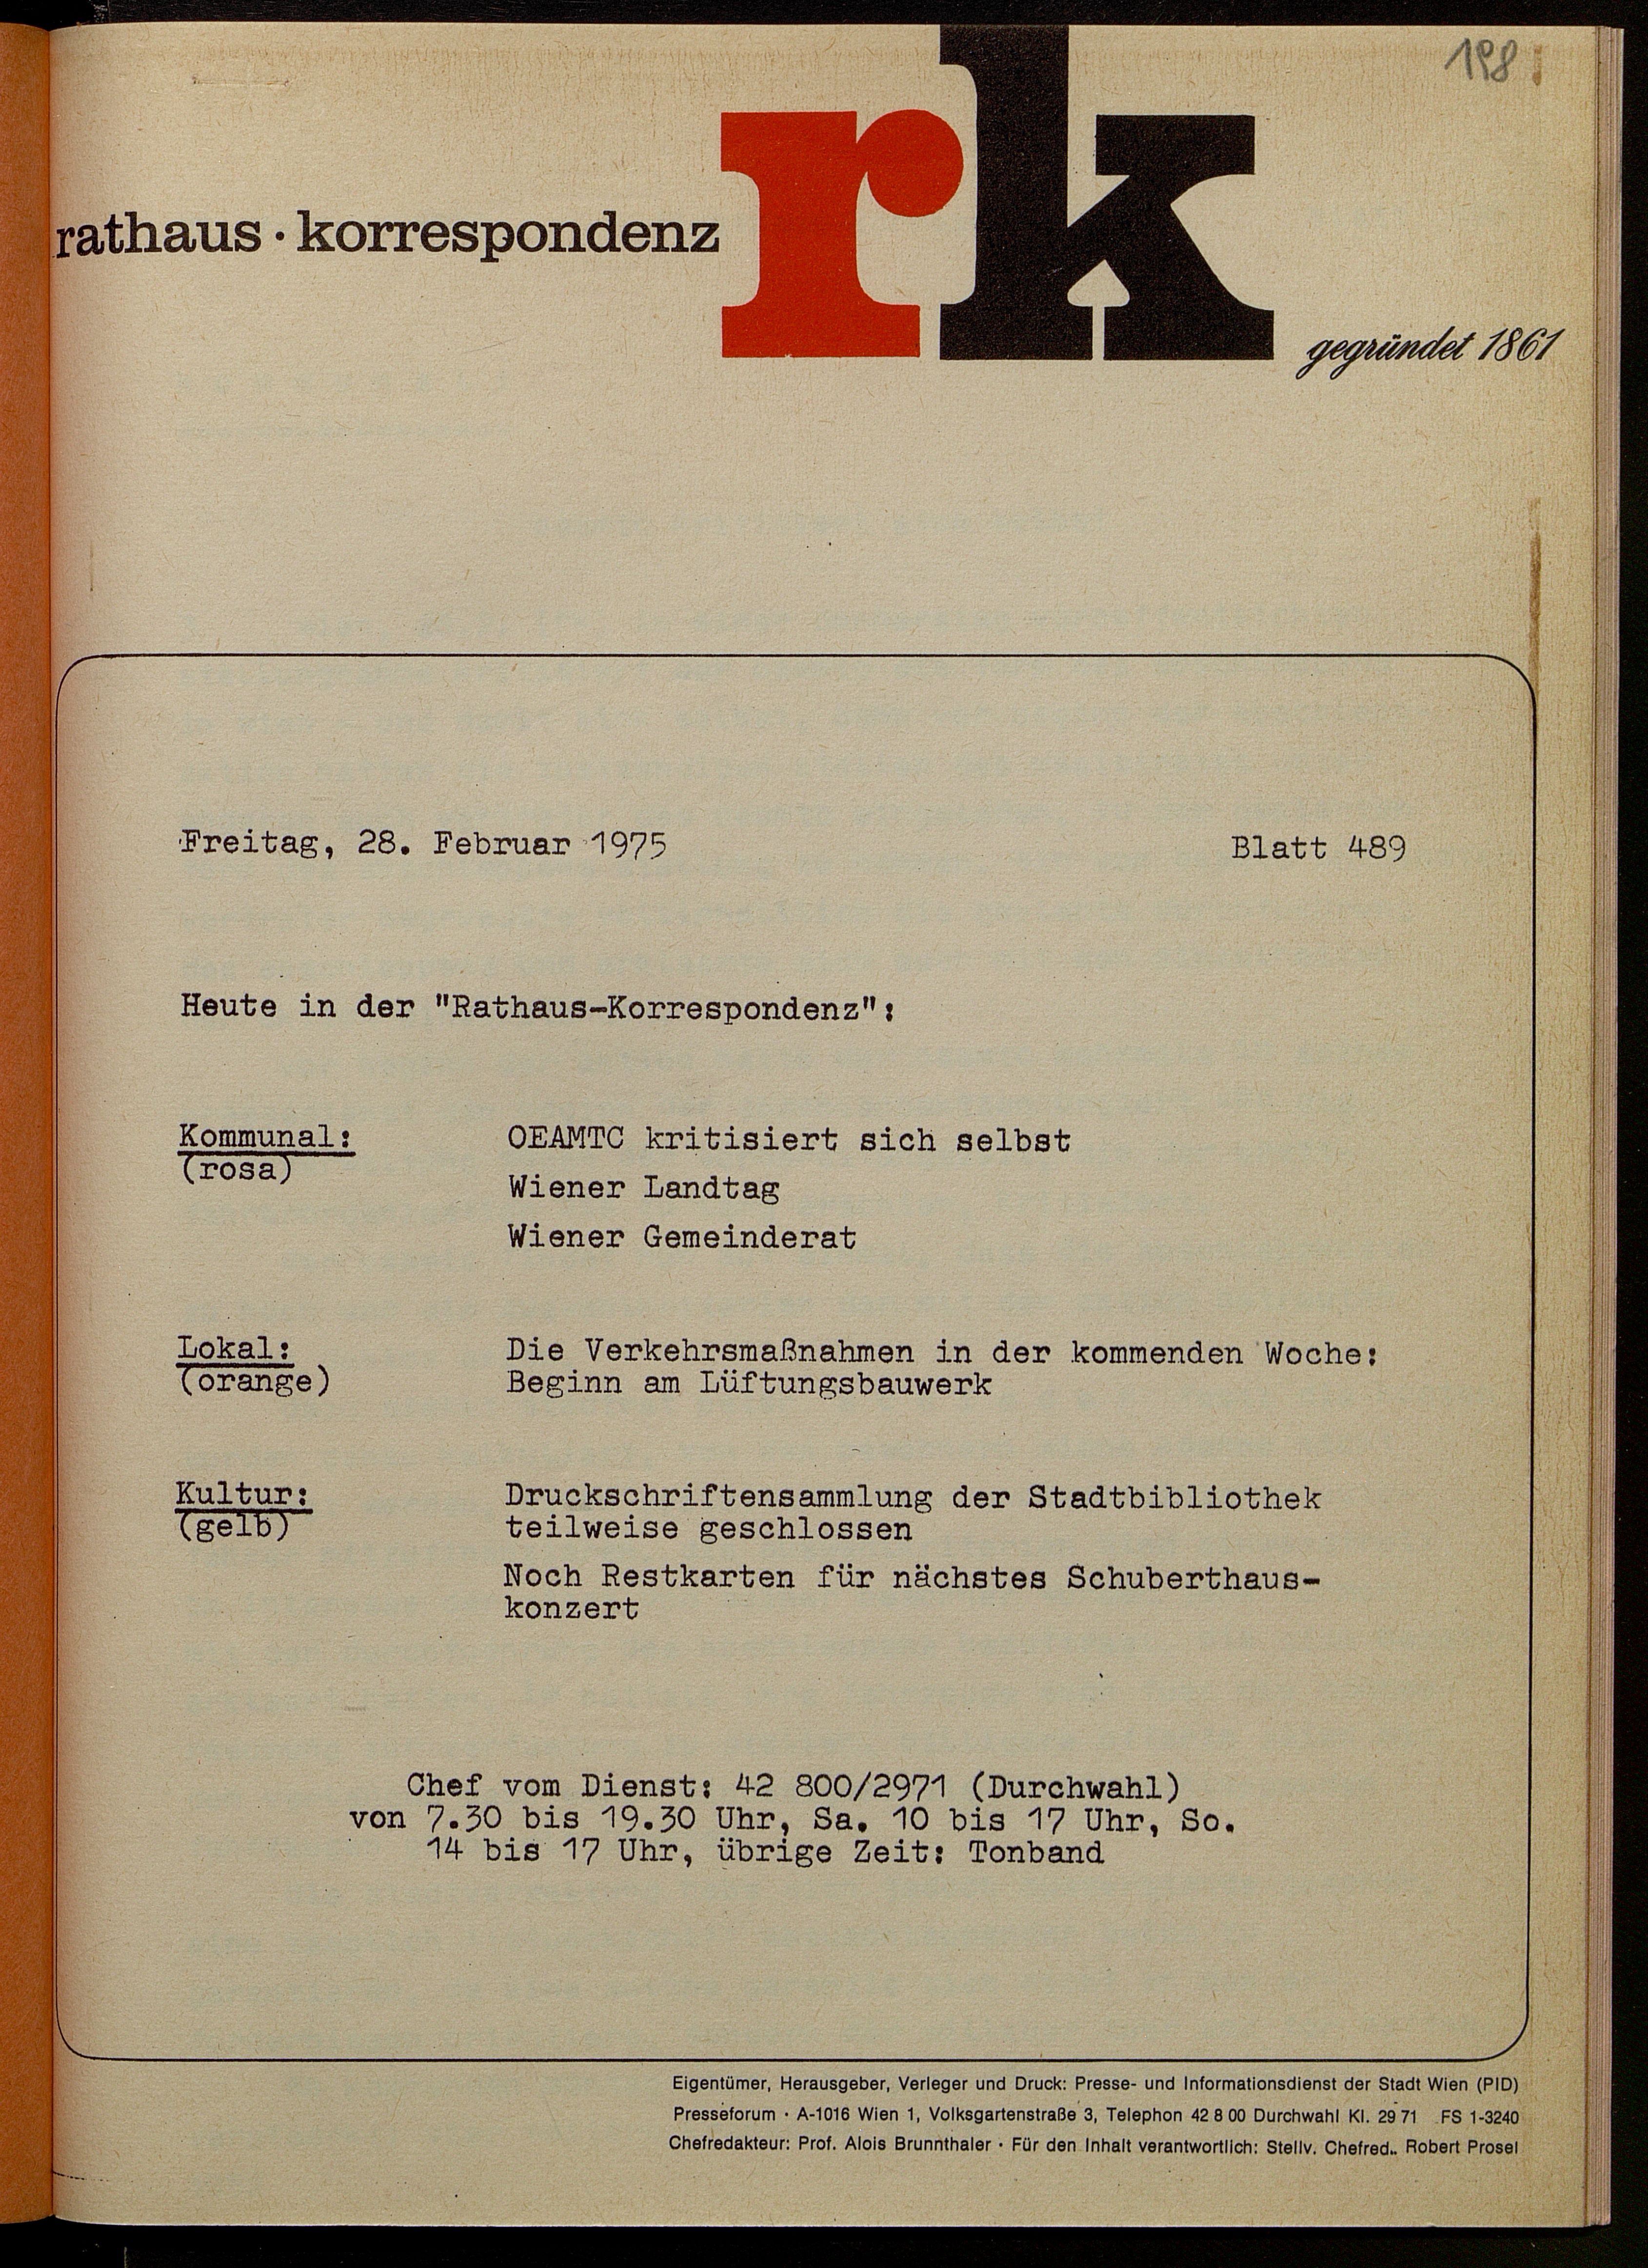 198
rk
rathaus · korrespondenz
gegründet 1861
Freitag, 28. Februar 1975 Blatt 489
Heute in der "Rathaus-Korrespondenz":
Kommunal: OEAMTC kritisiert sich selbst
(rosa)
Wiener Landtag
Wiener Gemeinderat
Lokal: Die Verkehrsmaßnahmen in der kommenden Woche:
(orange) Beginn am Lüftungsbauwerk
Kultur: Druckschriftensammlung der Stadtbibliothek
(gelb) teilweise geschlossen
Noch Restkarten für nächstes Schuberthaus-
konzert
Chef vom Dienst: 42 800/2971 (Durchwahl)
von 7.30 bis 19.30 Uhr, Sa. 10 bis 17 Uhr, So.
14 bis 17 Uhr, übrige Zeit: Tonband
Eigentümer, Herausgeber, Verleger und Druck: Presse- und Informationsdienst der Stadt Wien (PID)
Presseforum · A-1016 Wien 1, Volksgartenstraße 3, Telephon 42 8 00 Durchwahl Kl. 29 71 FS 1-3240
Chefredakteur: Prof. Alois Brunnthaler · Für den Inhalt verantwortlich: Stellv. Chefred.. Robert Prosel